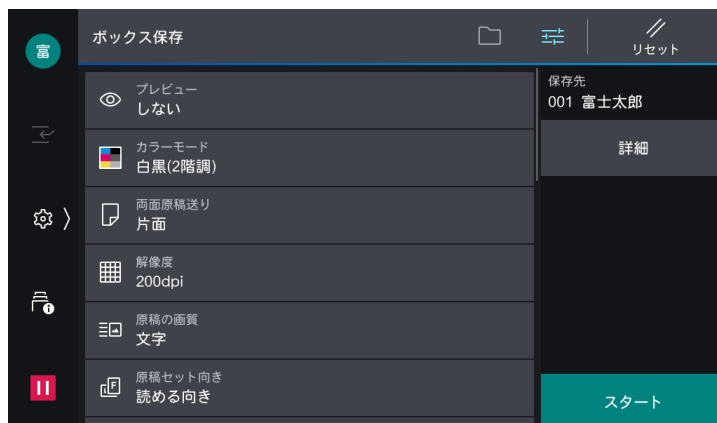 富
ボックス保存
リセット
プレビュー
しない
カラーモード
白黒(2階調)
両面原稿送り
片面
解像度
200dpi
原稿の画質
文字
原稿セット向き
F
読める向き
保存先
001 富士太郎
詳細
スタート